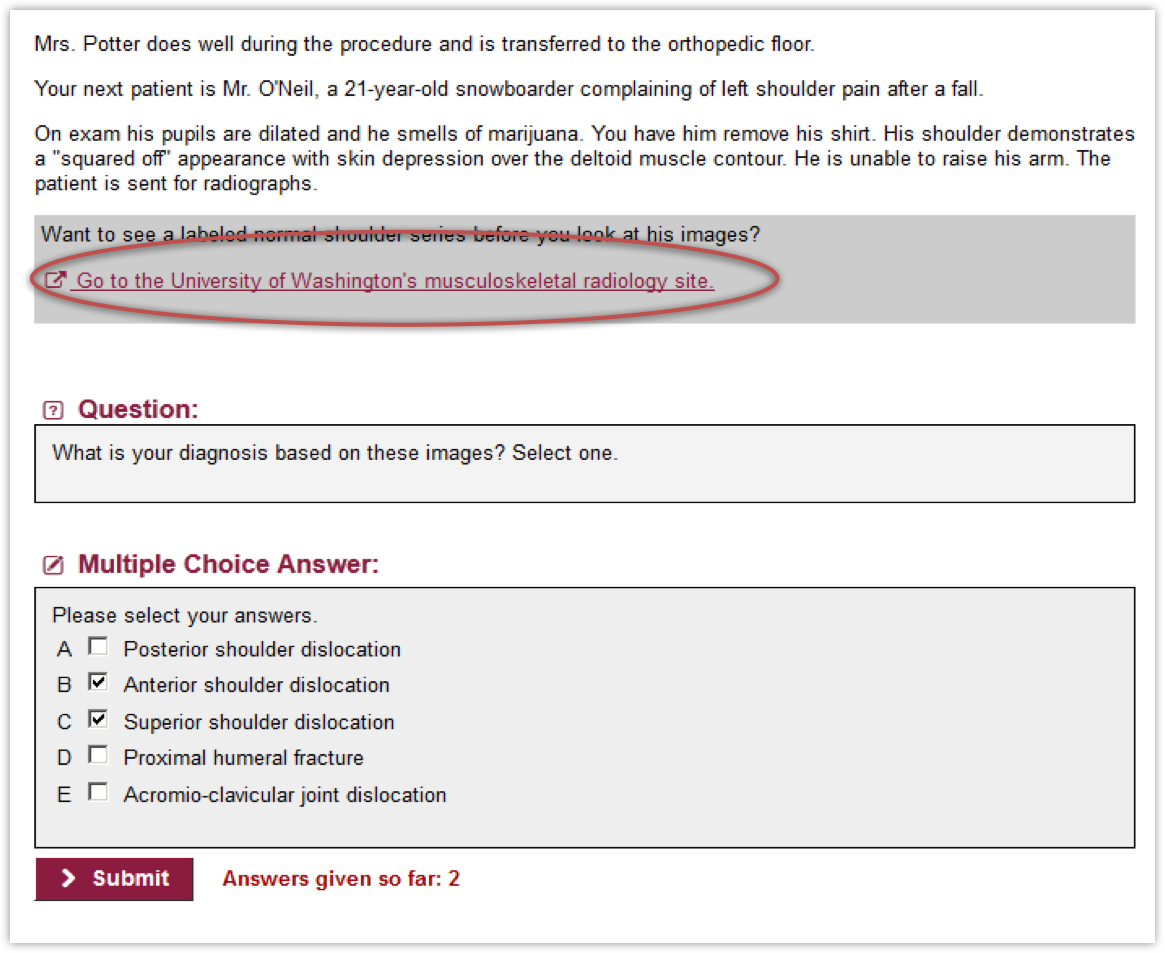 Mrs. Potter does well during the procedure and is transferred to the orthopedic floor.
Your next patient is Mr. O'Neil, a 21-year-old snowboarder complaining of left shoulder pain after a fall.
On exam his pupils are dilated and he smells of marijuana. You have him remove his shirt. His shoulder demonstrates
a "squared off" appearance with skin depression over the deltoid muscle contour. He is unable to raise his arm. The
patient is sent for radiographs.
Want to see a labeled normal shoulder series before you look at his images?
Go to the University of Washington's musculoskeletal radiology site.
? Question:
What is your diagnosis based on these images? Select one.
Multiple Choice Answer:
Please select your answers.
A Posterior shoulder dislocation
B Anterior shoulder dislocation
C Superior shoulder dislocation
D Proximal humeral fracture
E Acromio-clavicular joint dislocation
Submit Answers given so far: 2